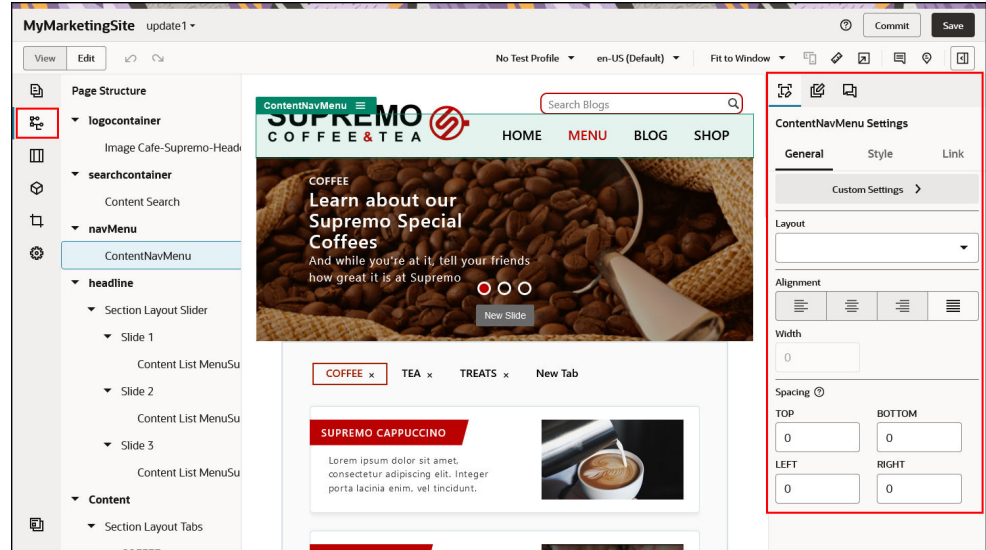 MyMarketingSite update1
Commit
Save
View
Edit
No Test Profile
en-US (Default)
Fit to Window
Page Structure
logocontainer
Image Cafe-Supremo-Heade
searchcontainer
Content Search
navMenu
ContentNavMenu
headline
Section Layout Slider
Slide 1
Content List MenuSu
Slide 2
Content List MenuSu
Slide 3
Content List MenuSu
Content
Section Layout Tabs
ContentNavMenu
SUPREMO
COFFEE&TEA
Search Blogs
HOME MENU BLOG SHOP
COFFEE
Learn about our
Supremo Special
Coffees
And while you're at it, tell your friends
how great it is at Supremo
New Slide
COFFEE × TEA × TREATS × New Tab
SUPREMO CAPPUCCINO
Lorem ipsum dolor sit amet,
consectetur adipiscing elit. Integer
porta lacinia enim, vel tincidunt.
ContentNavMenu Settings
General Style Link
Custom Settings
Layout
Alignment
Width
0
Spacing
TOP BOTTOM
0 0
LEFT RIGHT
0 0